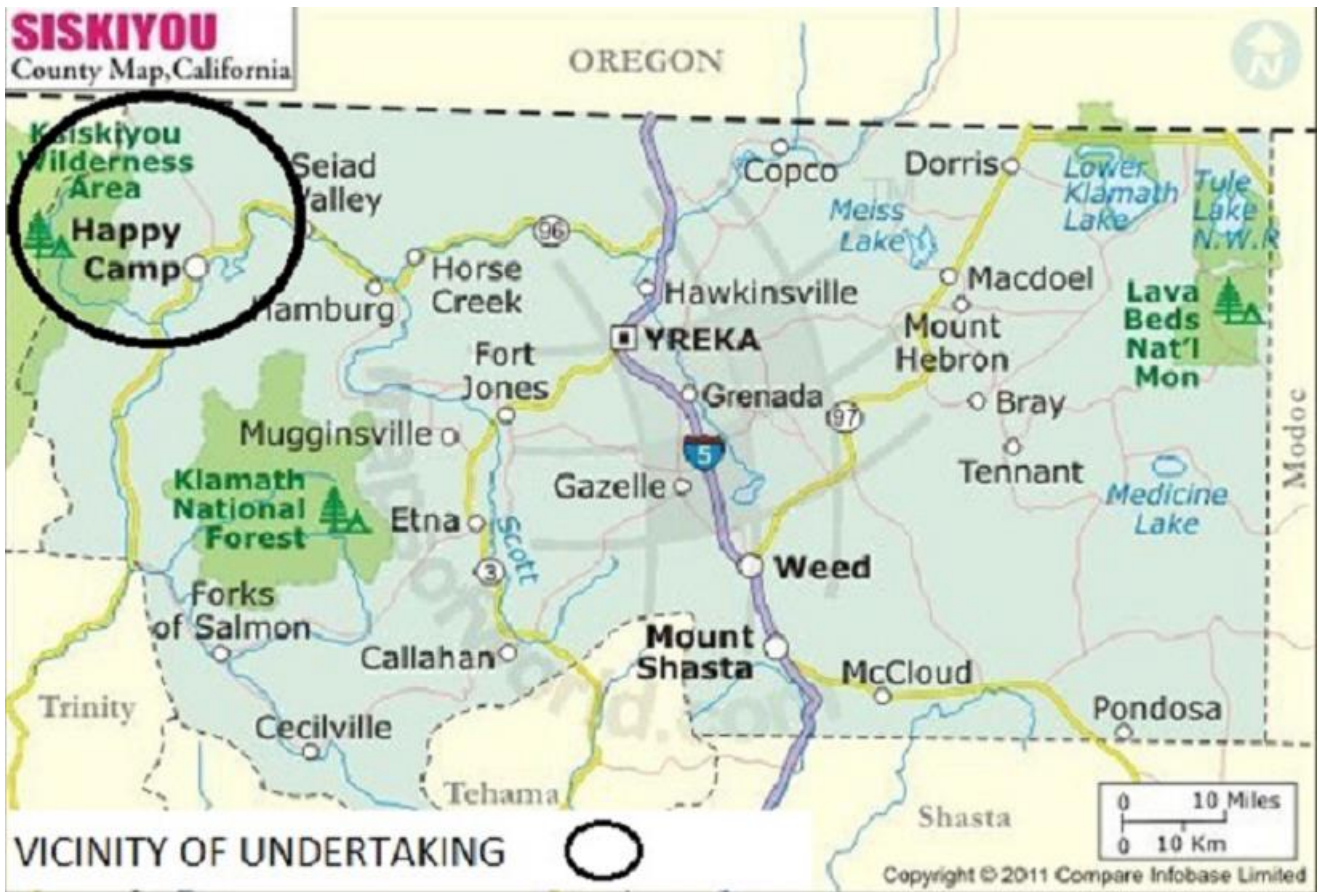 SISKIYOU
County Map,California
OREGON
N
Ksiskiyou
Wilderness
Area
Happy
Camp
Seiad
Valley
96
Hamburg
Horse
Creek
Copco
Dorris
Lower
Klamath
Lake
Tule
Lake
N.W.R
Meiss
Lake
TM
Hawkinsville
Macdoel
Mount
Hebron
Lava
Beds
Nat'l
Mon
YREKA
Fort
Jones
Grenada
97
Bray
Mugginsville
5
Tennant
Modoc
Klamath
National
Forest
Gazelle
Medicine
Lake
Etna
Scott
3
Weed
Forks
of Salmon
Callahan
Mount
Shasta
McCloud
Pondosa
Trinity
Cecilville
Tehama
Shasta
mapsofworld.com
0 10 Miles
0 10 Km
VICINITY OF UNDERTAKING
Copyright © 2011 Compare Infobase Limited